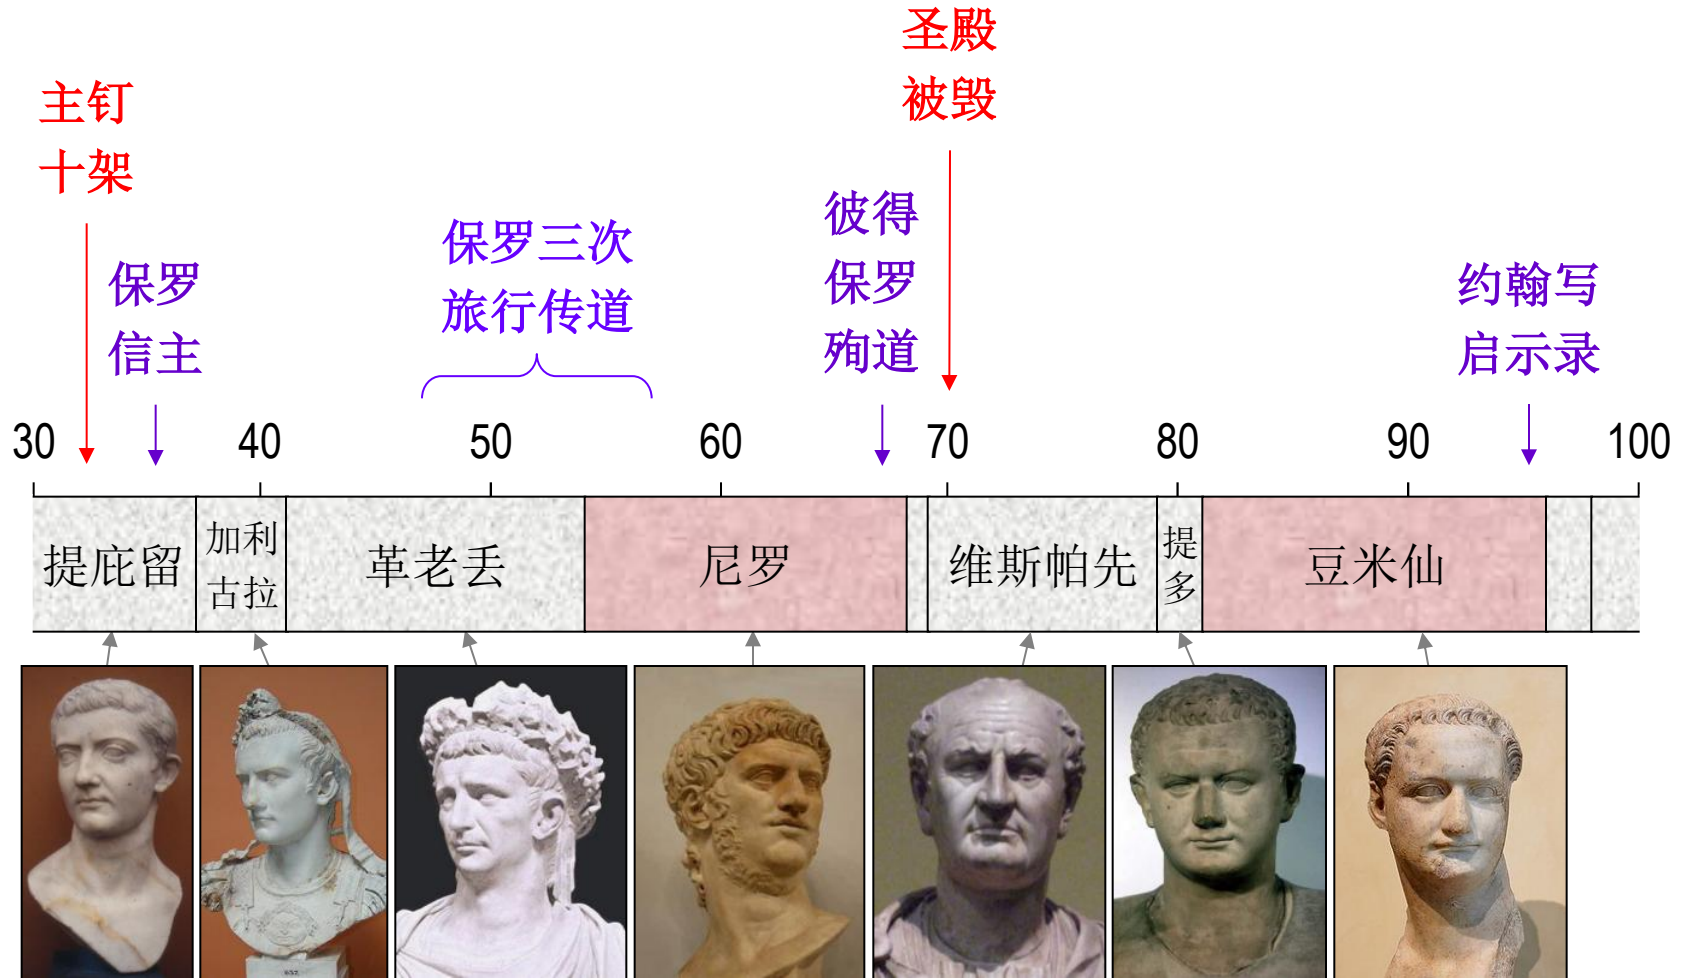 圣殿
被毁
主钉
十架
彼得
保罗
殉道
保罗三次
旅行传道
保罗
信主
约翰写
启示录
30 40 50 60 70 80 90 100
提庇留
加利
古拉
革老丢
尼罗
维斯帕先
提
多
豆米仙